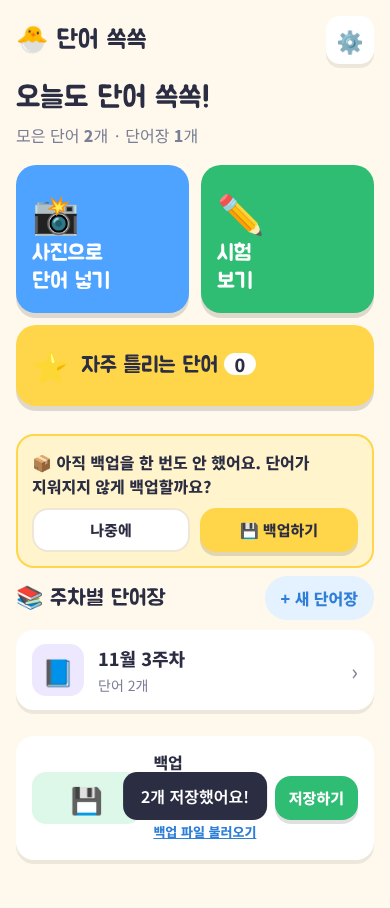 단어 쏙쏙
오늘도 단어 쏙쏙!
모은 단어 2개 · 단어장 1개
사진으로
단어 넣기
시험
보기
자주 틀리는 단어 0
아직 백업을 한 번도 안 했어요. 단어가
지워지지 않게 백업할까요?
나중에
백업하기
주차별 단어장
+ 새 단어장
11월 3주차
단어 2개
›
백업
2개 저장했어요!
저장하기
백업 파일 불러오기